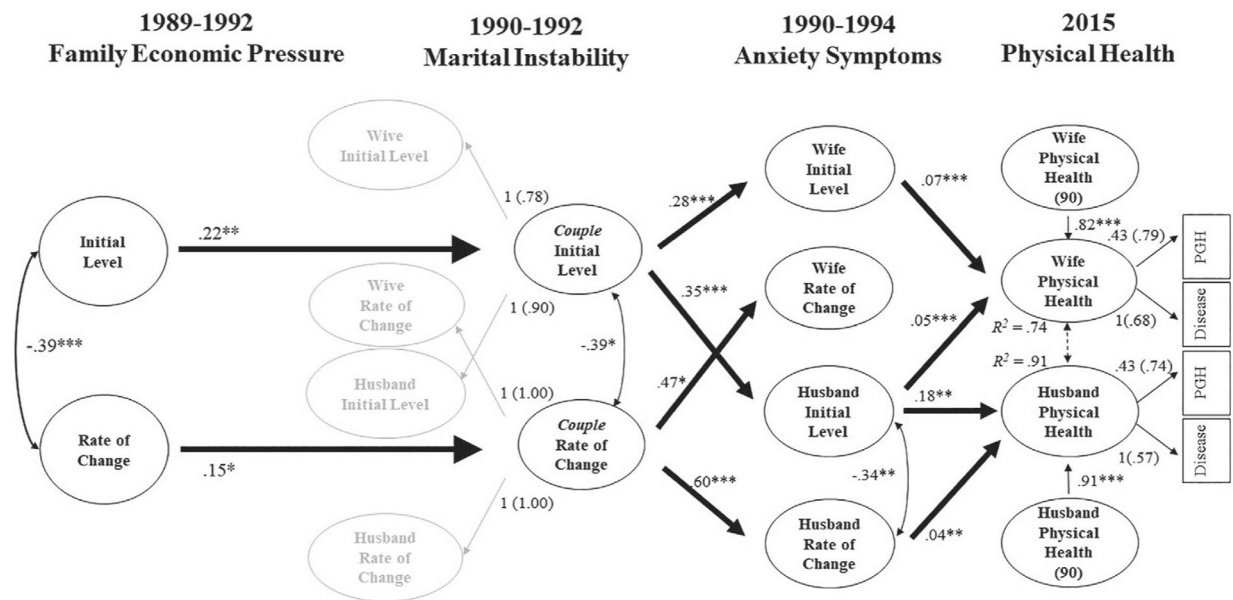 1989-1992
Family Economic Pressure
1990-1992
Marital Instability
1990-1994
Anxiety Symptoms
2015
Physical Health
Wive
Initial Level
Wife
Initial
Level
Wife
Physical
Health
(90)
1 (.78)
.28***
.07***
.82***
.43 (.79)
PGH
Initial
Level
.22**
Couple
Initial
Level
Wife
Physical
Health
Wive
Rate of
Change
1 (.90)
.35***
Wife
Rate of
Change
.05***
1(.68)
Disease
R² = .74
-.39***
-.39*
R² = .91
Husband
Initial Level
1 (1.00)
.47*
Husband
Initial
Level
.18**
Husband
Physical
Health
.43 (.74)
PGH
Rate of
Change
.15*
Couple
Rate of
Change
1(.57)
Disease
-.34**
1 (1.00)
.60***
.91***
Husband
Rate of
Change
Husband
Rate of
Change
.04**
Husband
Physical
Health
(90)